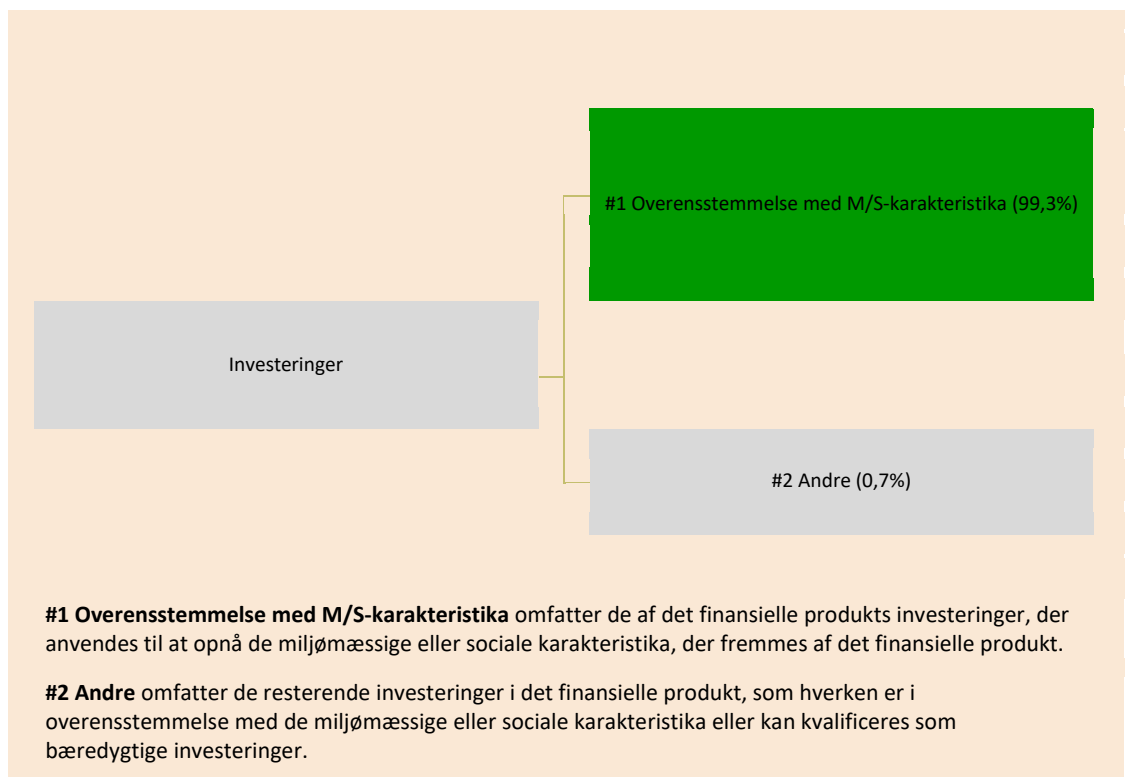 #1 Overensstemmelse med M/S-karakteristika (99,3%)
Investeringer
#2 Andre (0,7%)
#1 Overensstemmelse med M/S-karakteristika omfatter de af det finansielle produkts investeringer, der
anvendes til at opnå de miljømæssige eller sociale karakteristika, der fremmes af det finansielle produkt.
#2 Andre omfatter de resterende investeringer i det finansielle produkt, som hverken er i
overensstemmelse med de miljømæssige eller sociale karakteristika eller kan kvalificeres som
bæredygtige investeringer.